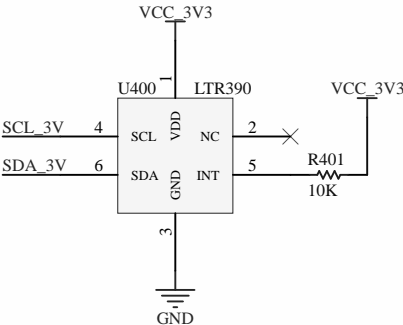 VCC_3V3
U400
LTR390
VCC_3V3
1
VDD
SCL_3V
4
SCL
NC
2
R401
SDA_3V
6
SDA
GND
INT
5
10K
3
GND